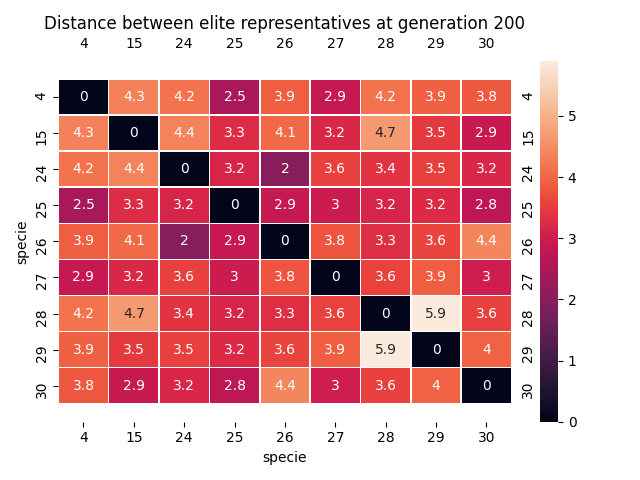 Distance between elite representatives at generation 200
4 15 24 25 26 27 28 29 30
4 0 4.3 4.2 2.5 3.9 2.9 4.2 3.9 3.8 4
15 4.3 0 4.4 3.3 4.1 3.2 4.7 3.5 2.9 15
24 4.2 4.4 0 3.2 2 3.6 3.4 3.5 3.2 24
25 2.5 3.3 3.2 0 2.9 3 3.2 3.2 2.8 25
26 3.9 4.1 2 2.9 0 3.8 3.3 3.6 4.4 26
27 2.9 3.2 3.6 3 3.8 0 3.6 3.9 3 27
28 4.2 4.7 3.4 3.2 3.3 3.6 0 5.9 3.6 28
29 3.9 3.5 3.5 3.2 3.6 3.9 5.9 0 4 29
30 3.8 2.9 3.2 2.8 4.4 3 3.6 4 0 30
4 15 24 25 26 27 28 29 30
specie
specie
5
4
3
2
1
0